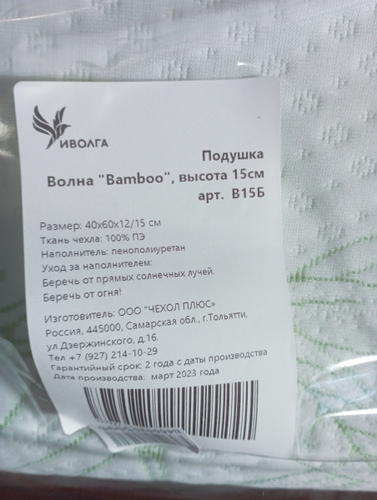 ИВОЛГА
Подушка
Волна "Bamboo", высота 15см
арт. В15Б
Размер: 40х60х12/15 см
Ткань чехла: 100% ПЭ
Наполнитель: пенополиуретан
Уход за наполнителем:
Беречь от прямых солнечных лучей.
Беречь от огня!
Изготовитель: ООО "ЧЕХОЛ ПЛЮС"
Россия, 445000, Самарская обл., г.Тольятти,
ул.Дзержинского, д.16.
Тел +7 (927) 214-10-29
Гарантийный срок: 2 года с даты производства
Дата производства: март 2023 года